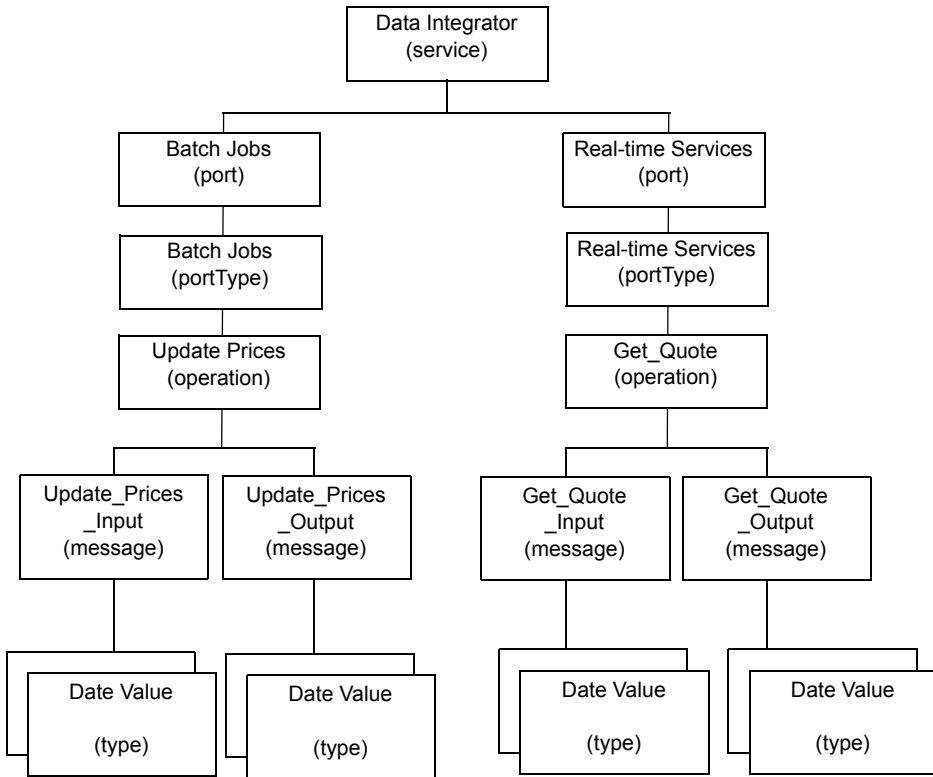 Data Integrator
(service)
Batch Jobs
(port)
Real-time Services
(port)
Batch Jobs
(portType)
Real-time Services
(portType)
Update Prices
(operation)
Get_Quote
(operation)
Update_Prices
_Input
(message)
Update_Prices
_Output
(message)
Get_Quote
_Input
(message)
Get_Quote
_Output
(message)
Date Value
(type)
Date Value
(type)
Date Value
(type)
Date Value
(type)